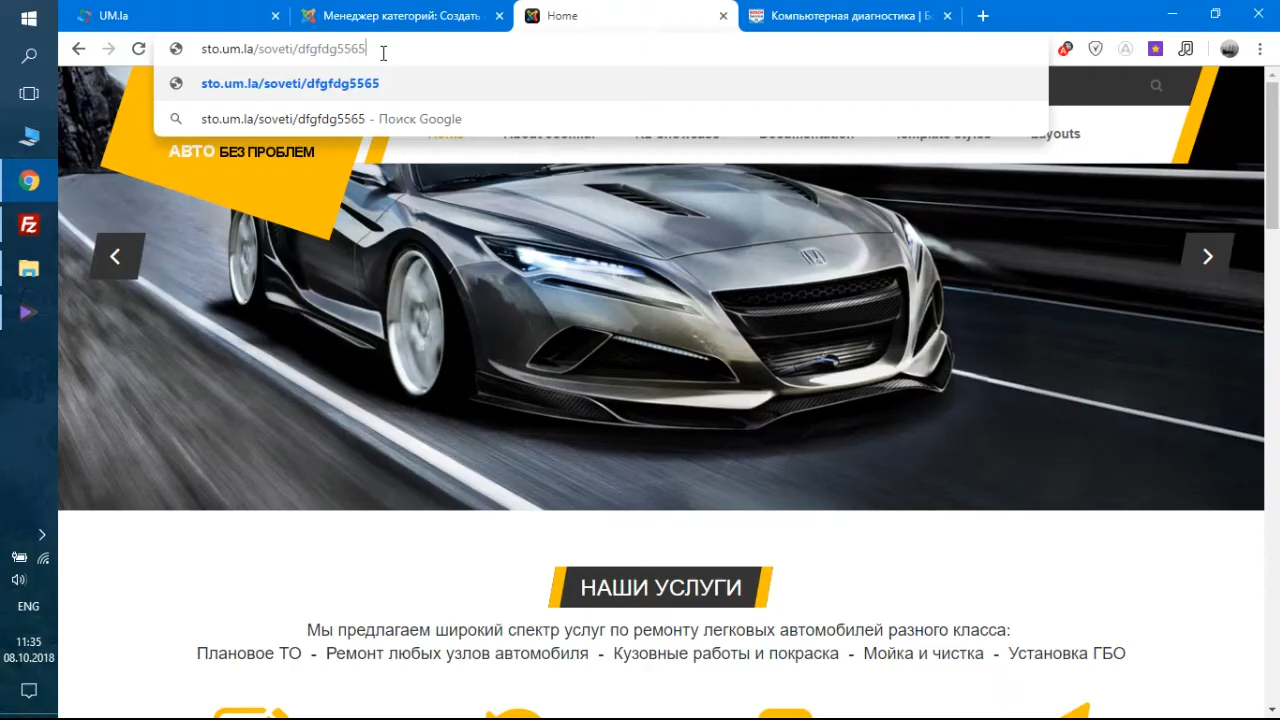 UM.la
Менеджер категорий: Создать
Home
Компьютерная диагностика | Б
sto.um.la/soveti/dfgfdg5565
sto.um.la/soveti/dfgfdg5565
sto.um.la/soveti/dfgfdg5565 - Поиск Google
Layouts
АВТО БЕЗ ПРОБЛЕМ
НАШИ УСЛУГИ
Мы предлагаем широкий спектр услуг по ремонту легковых автомобилей разного класса:
Плановое ТО - Ремонт любых узлов автомобиля - Кузовные работы и покраска - Мойка и чистка - Установка ГБО
ENG
11:35
08.10.2018